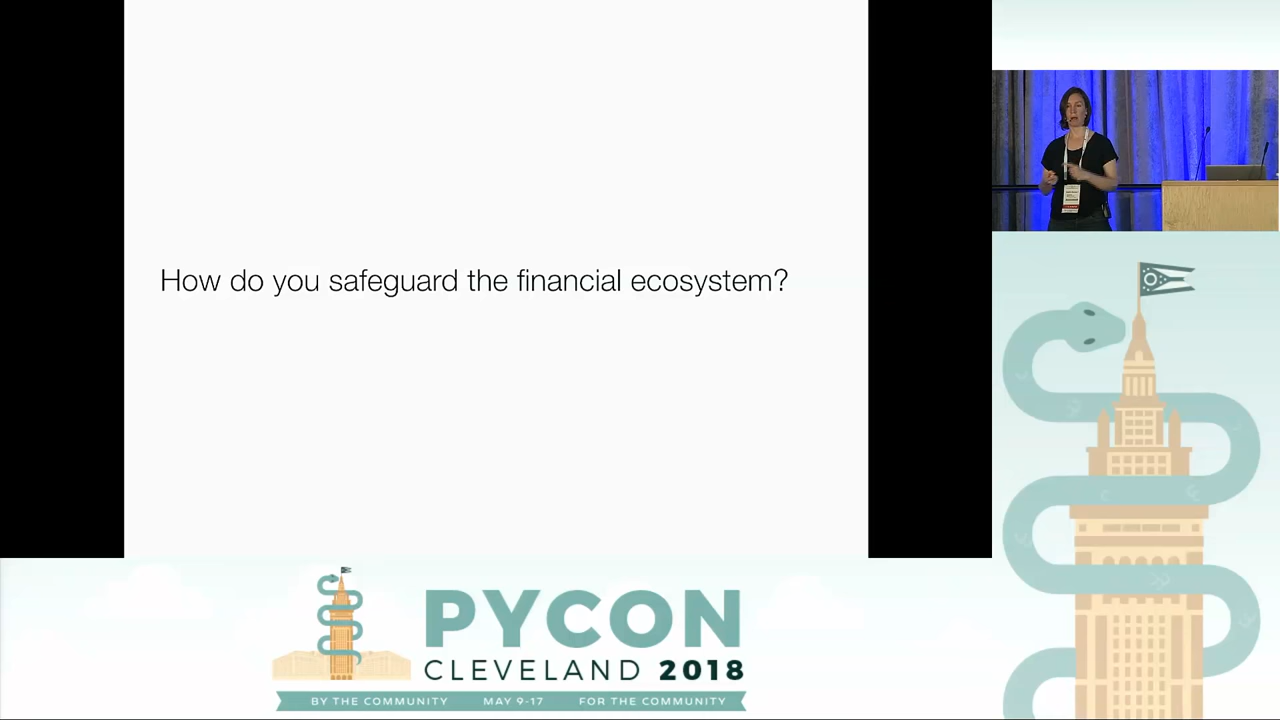 How do you safeguard the financial ecosystem?
PYCON
CLEVELAND 2018
BY THE COMMUNITY MAY 9-17 FOR THE COMMUNITY